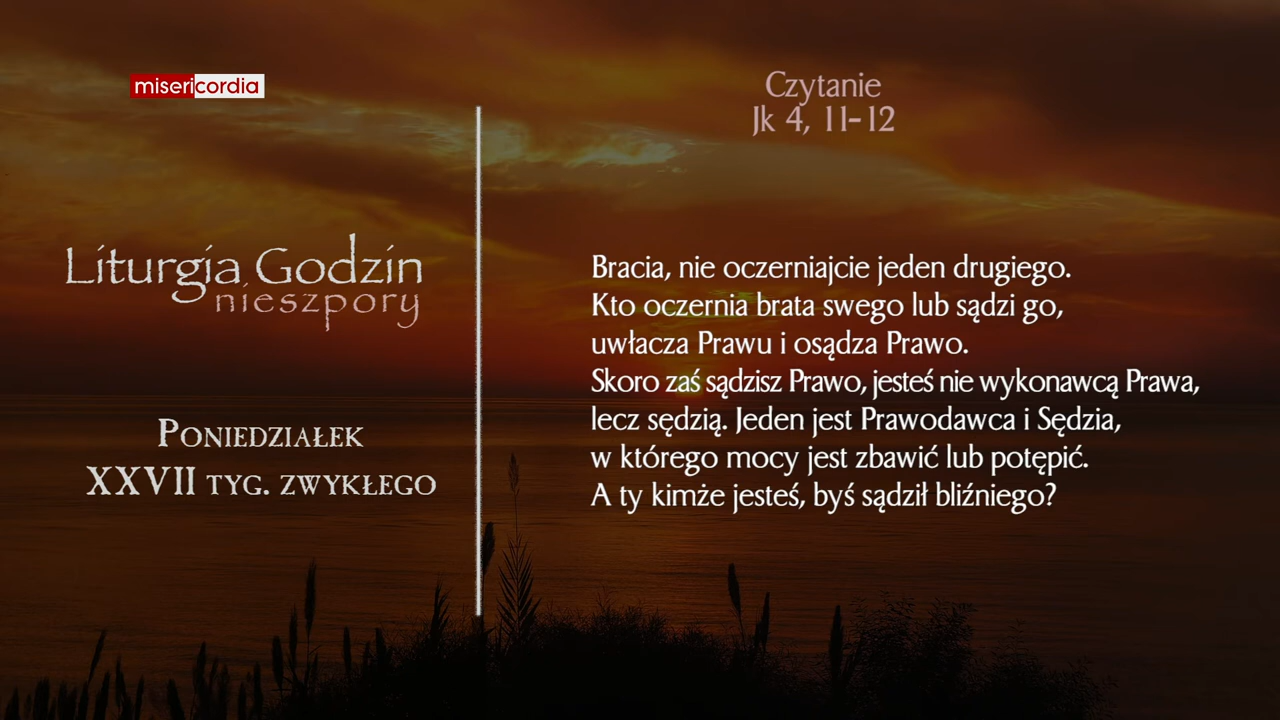 misericordia
Liturgia Godzin
nieszpory
Poniedziałek
XXVII tyg. zwykłego
Czytanie
Jk 4, 11-12
Bracia, nie oczerniajcie jeden drugiego.
Kto oczernia brata swego lub sądzi go,
uwłacza Prawu i osądza Prawo.
Skoro zaś sądzisz Prawo, jesteś nie wykonawcą Prawa,
lecz sędzią. Jeden jest Prawodawca i Sędzia,
w którego mocy jest zbawić lub potępić.
A ty kimże jesteś, byś sądził bliźniego?